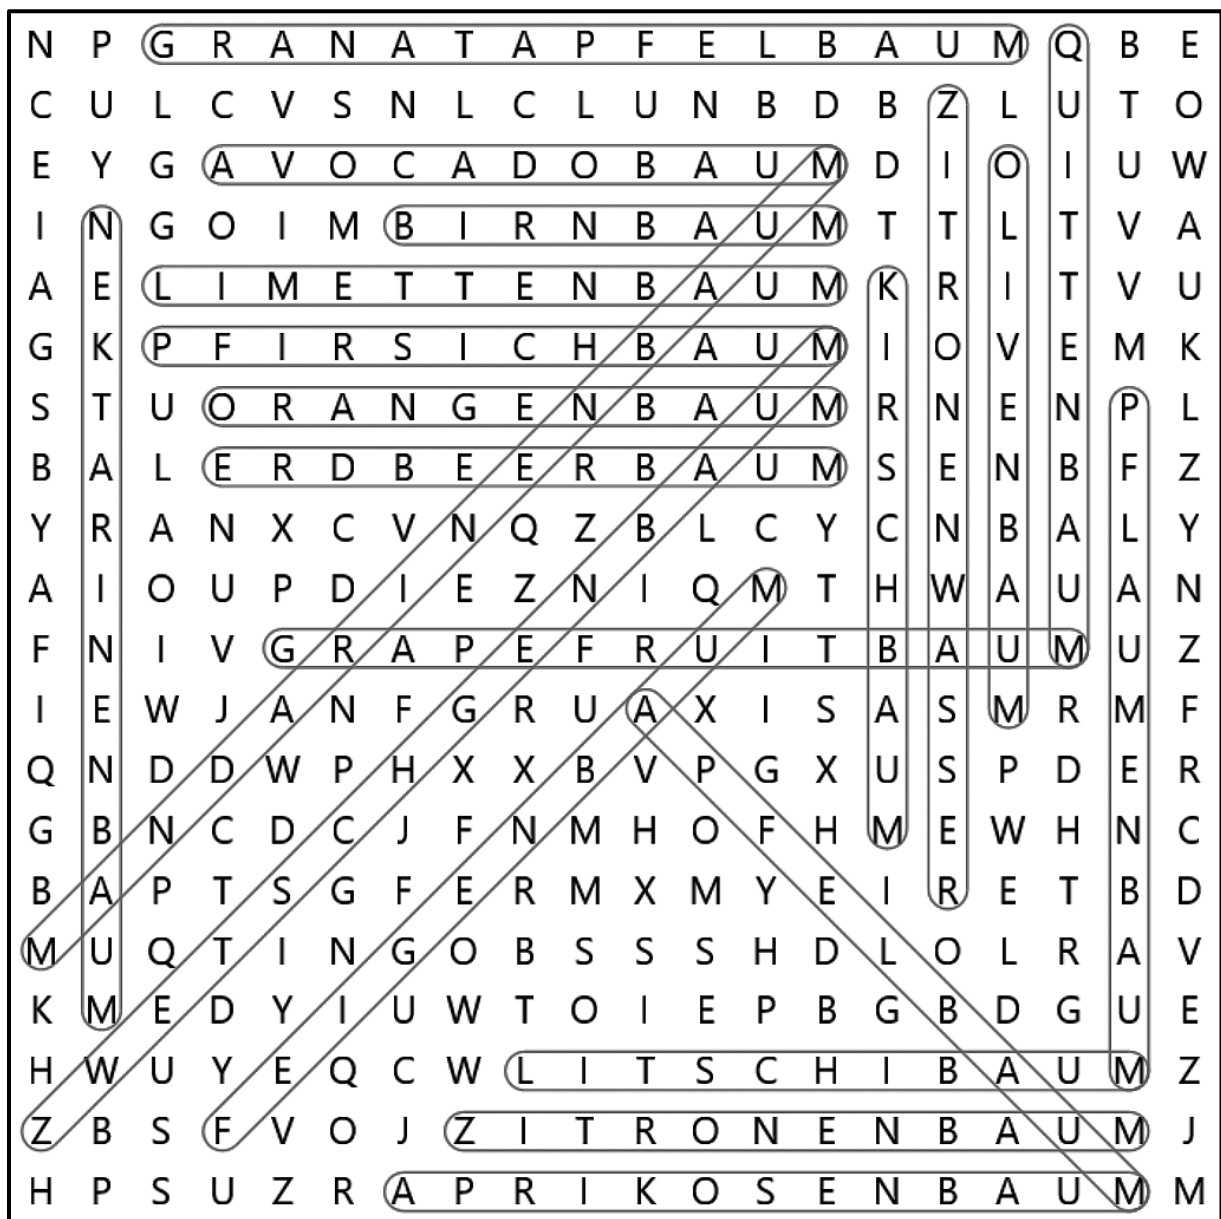 N P G R A N A T A P F E L B A U M Q B E
C U L C V S N L C L U N B D B Z L U T O
E Y G A V O C A D O B A U M D I O I U W
I N G O I M B I R N B A U M T T L T V A
A E L I M E T T E N B A U M K R I T V U
G K P F I R S I C H B A U M I O V E M K
S T U O R A N G E N B A U M R N E N P L
B A L E R D B E E R B A U M S E N B F Z
Y R A N X C V N Q Z B L C Y C N B A L Y
A I O U P D I E Z N I Q M T H W A U A N
F N I V G R A P E F R U I T B A U M U Z
I E W J A N F G R U A X I S A S M R M F
Q N D D W P H X X B V P G X U S P D E R
G B N C D C J F N M H O F H M E W H N C
B A P T S G F E R M X M Y E I R E T B D
M U Q T I N G O B S S S H D L O L R A V
K M E D Y I U W T O I E P B G B D G U E
H W U Y E Q C W L I T S C H I B A U M Z
Z B S F V O J Z I T R O N E N B A U M J
H P S U Z R A P R I K O S E N B A U M M